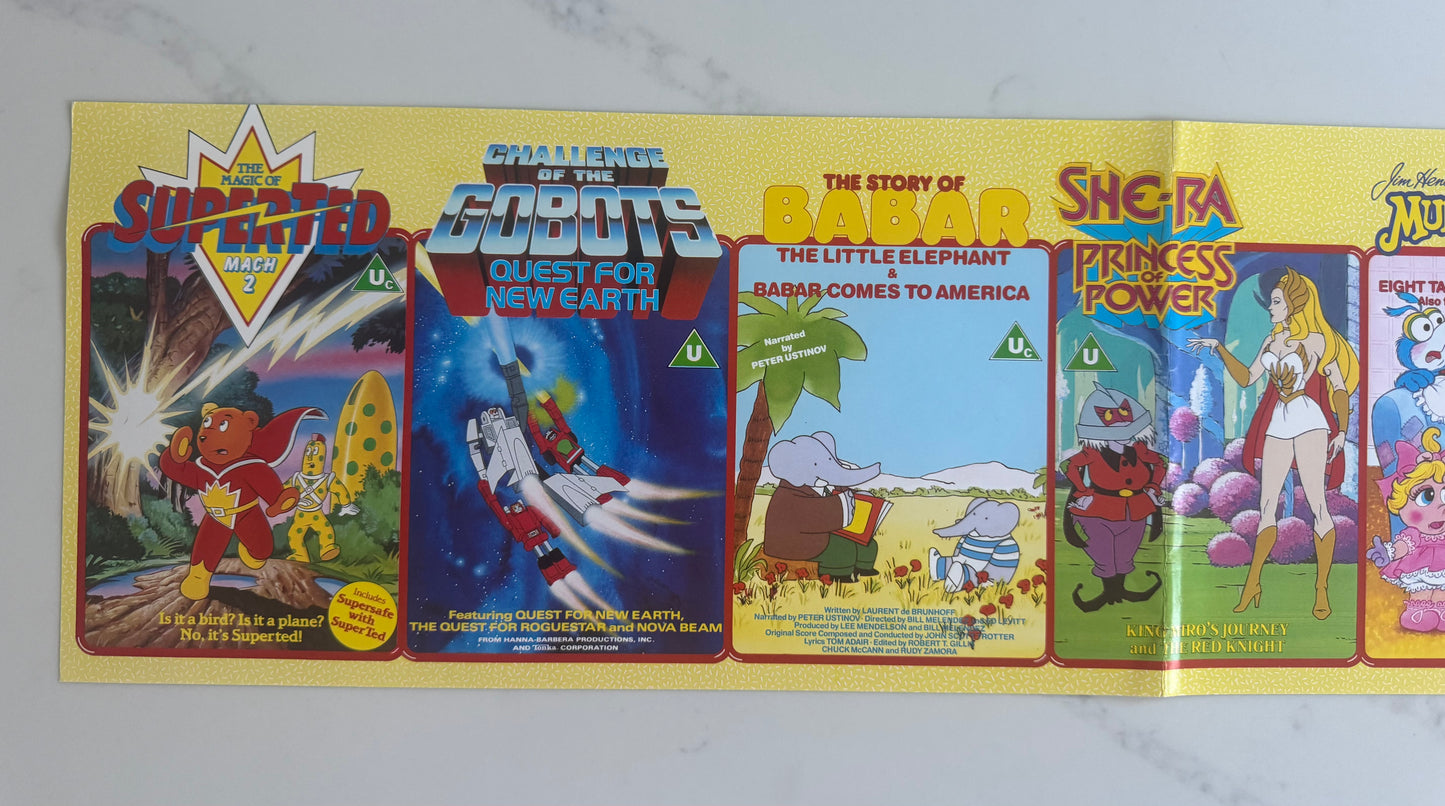 THE
MAGIC OF
SUPERTED
MACH
2
Uc
Is it a bird? Is it a plane?
No, it's Superted!
Includes
Supersafe
with
SuperTed
CHALLENGE
OF THE
GOBOTS
QUEST FOR
NEW EARTH
U
Featuring QUEST FOR NEW EARTH,
THE QUEST FOR ROGUESTAR and NOVA BEAM
FROM HANNA-BARBERA PRODUCTIONS, INC.
AND Tonka CORPORATION
THE STORY OF
BABAR
THE LITTLE ELEPHANT
&
BABAR COMES TO AMERICA
Narrated
by
PETER USTINOV
Uc
Written by LAURENT de BRUNHOFF
Narrated by PETER USTINOV · Directed by BILL MELENDEZ
Produced by LEE MENDELSON and BILL
Original Score Composed and Conducted by JOHN SCOTT TROTTER
Lyrics TOM ADAIR · Edited by ROBERT T. GILLIS
CHUCK McCANN and RUDY ZAMORA
SHE-RA
PRINCESS
OF
POWER
U
KING MIRO'S JOURNEY
and THE RED KNIGHT
Jim Hen
MU
EIGHT TA
Also